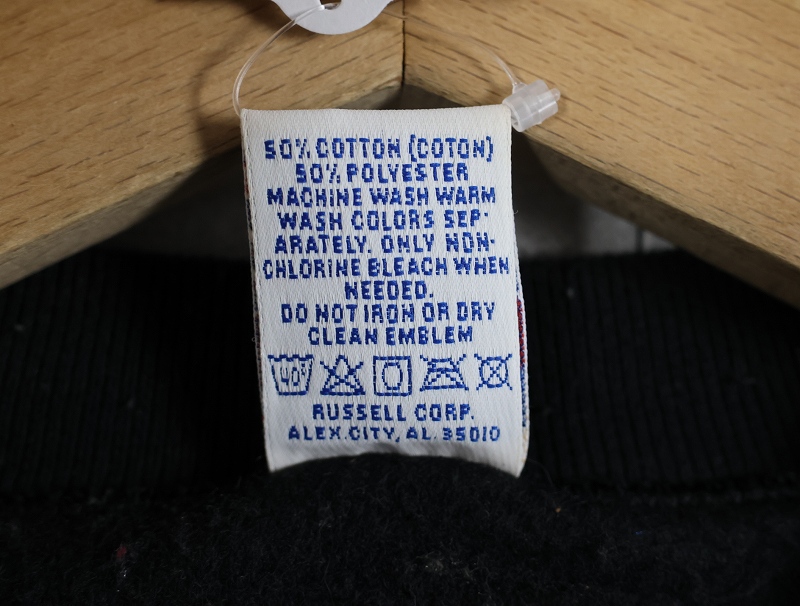 50% COTTON (COTON)
50% POLYESTER
MACHINE WASH WARM
WASH COLORS SEP-
ARATELY. ONLY NON-
CHLORINE BLEACH WHEN
NEEDED.
DO NOT IRON OR DRY
CLEAN EMBLEM
40°
RUSSELL CORP.
ALEX.CITY, AL. 35010